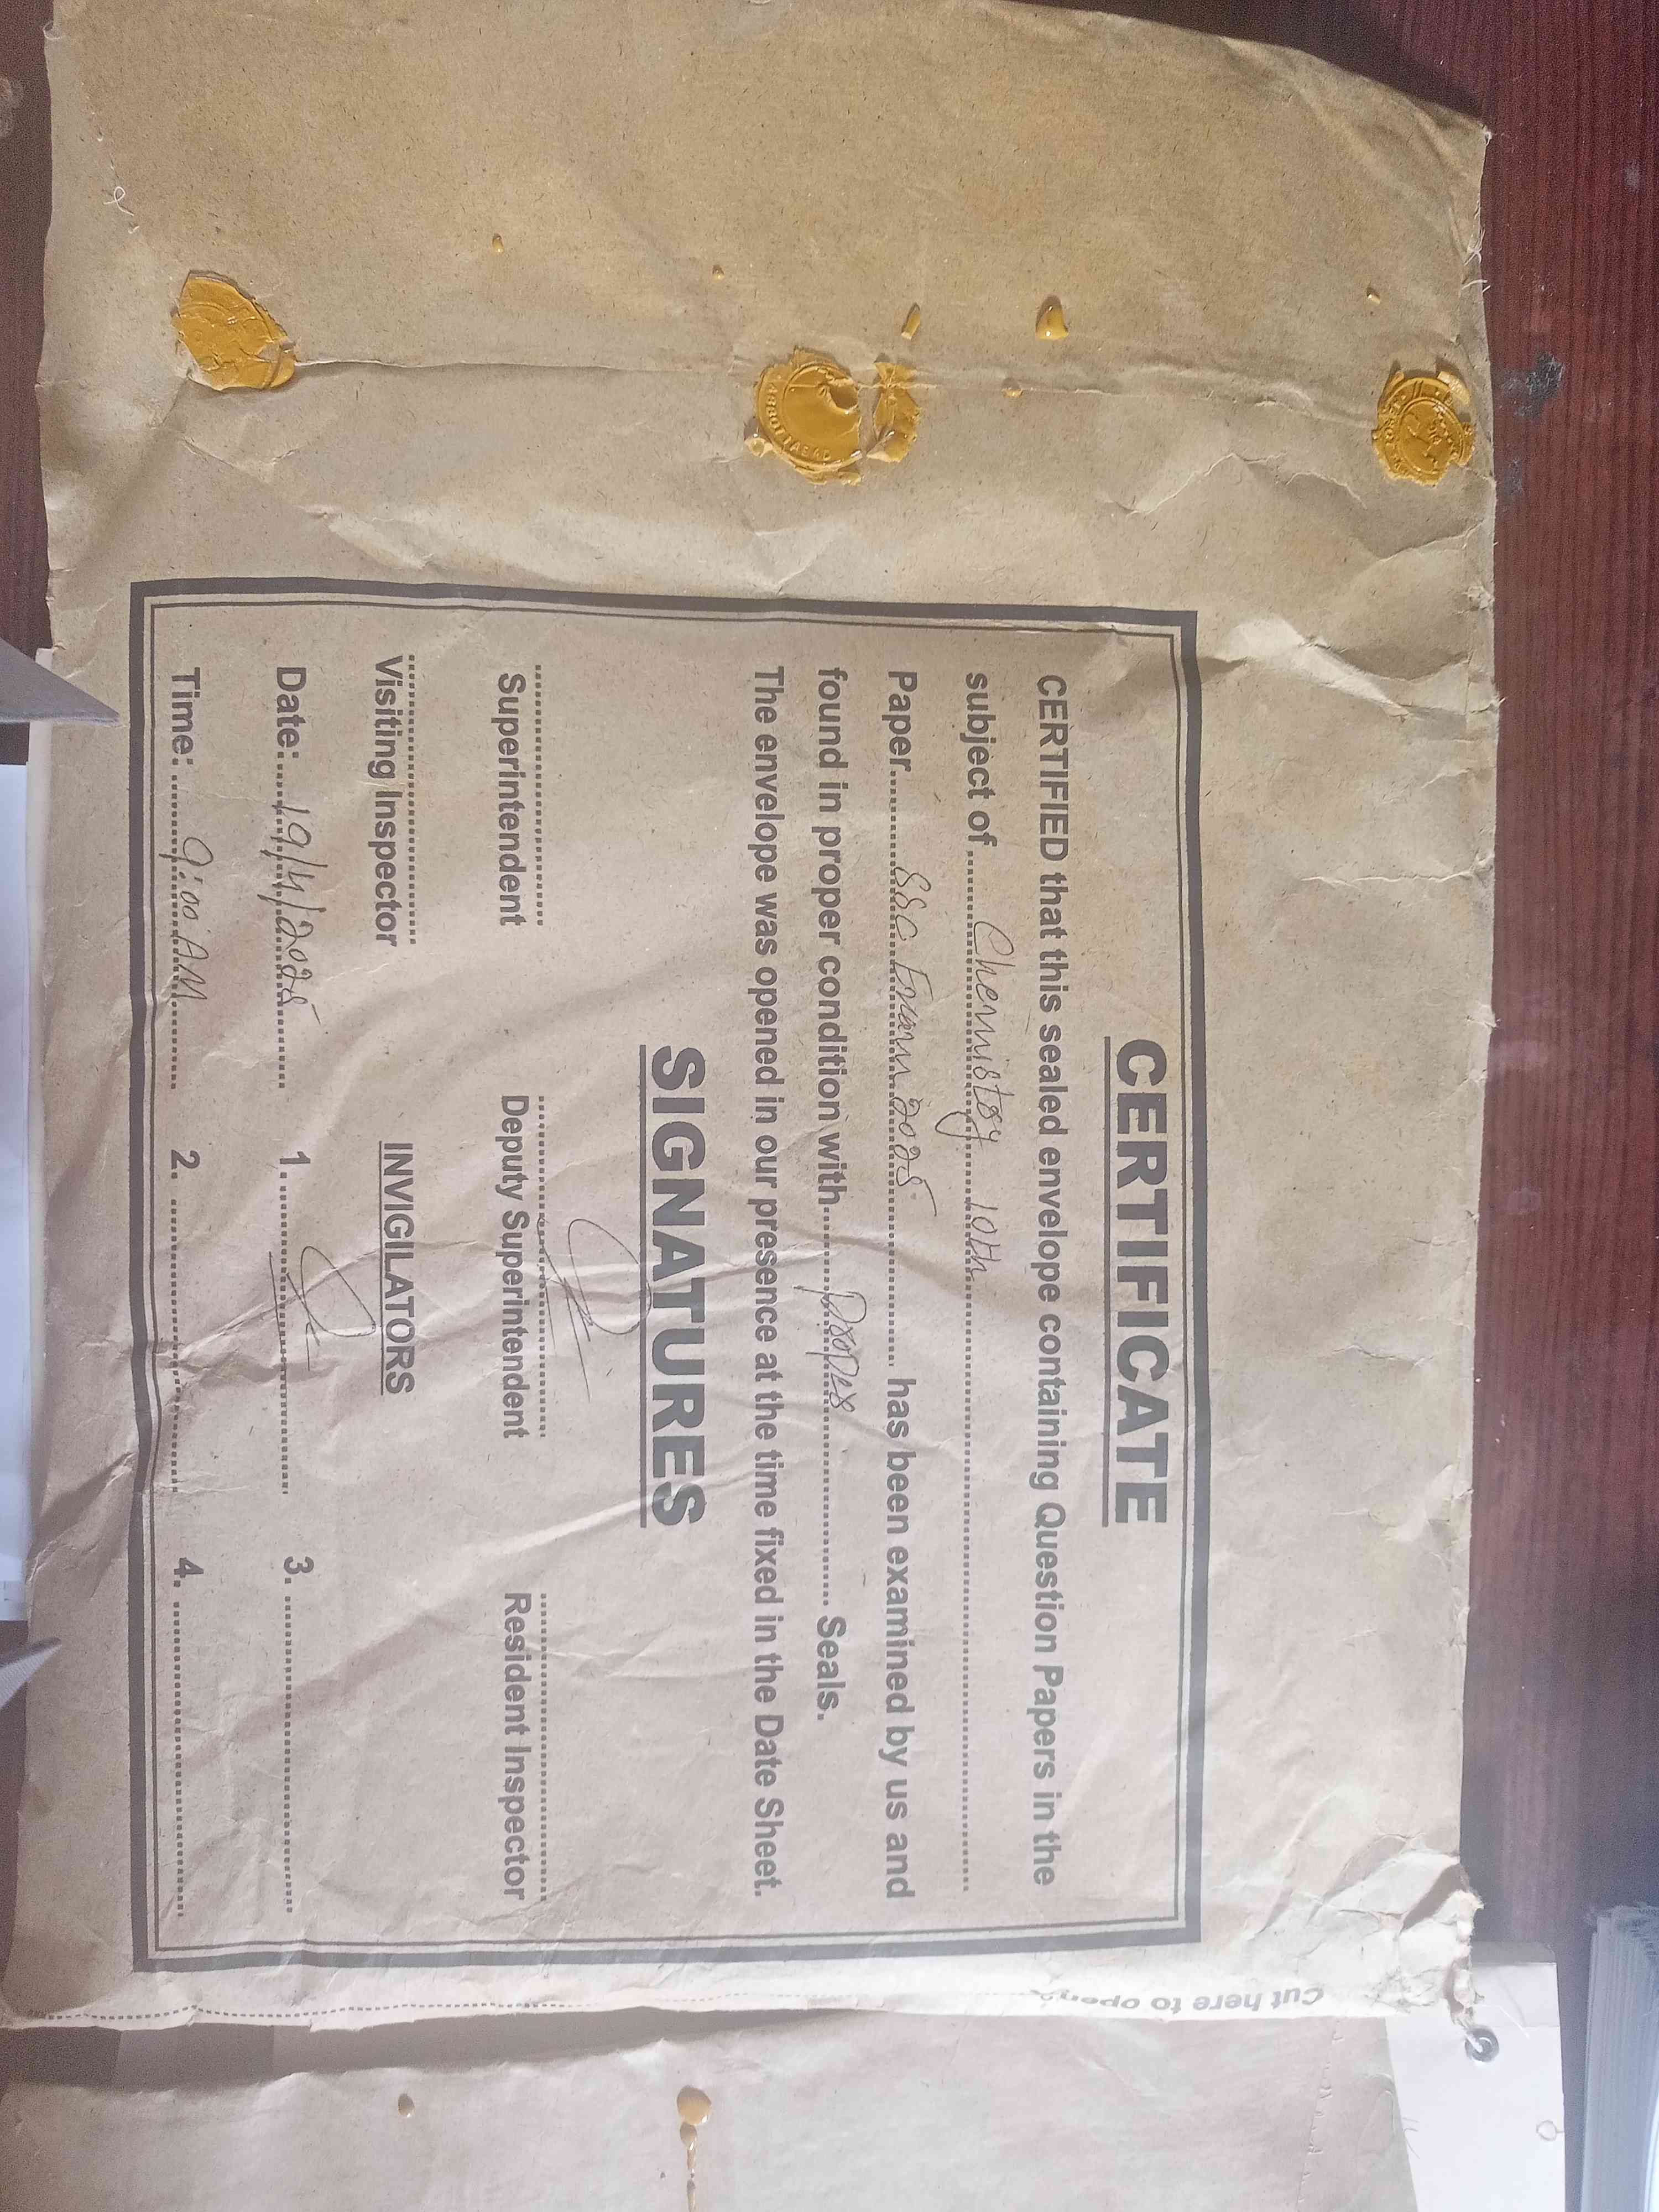 CERTIFICATE
CERTIFIED that this sealed envelope containing Question Papers in the
subject of ............ Chemistry 10th ............
Paper............ SSC Exam 2025 ............ has been examined by us and
found in proper condition with............ Proper ............ Seals.
The envelope was opened in our presence at the time fixed in the Date Sheet.
SIGNATURES
Superintendent Deputy Superintendent Resident Inspector
Visiting Inspector INVIGILATORS
Date:...... 19/4/2025 ...... 1............ 3. ............
Time: ...... 9:00 AM ...... 2. ............ 4. ............
Cut here to open
ABBOTTABAD